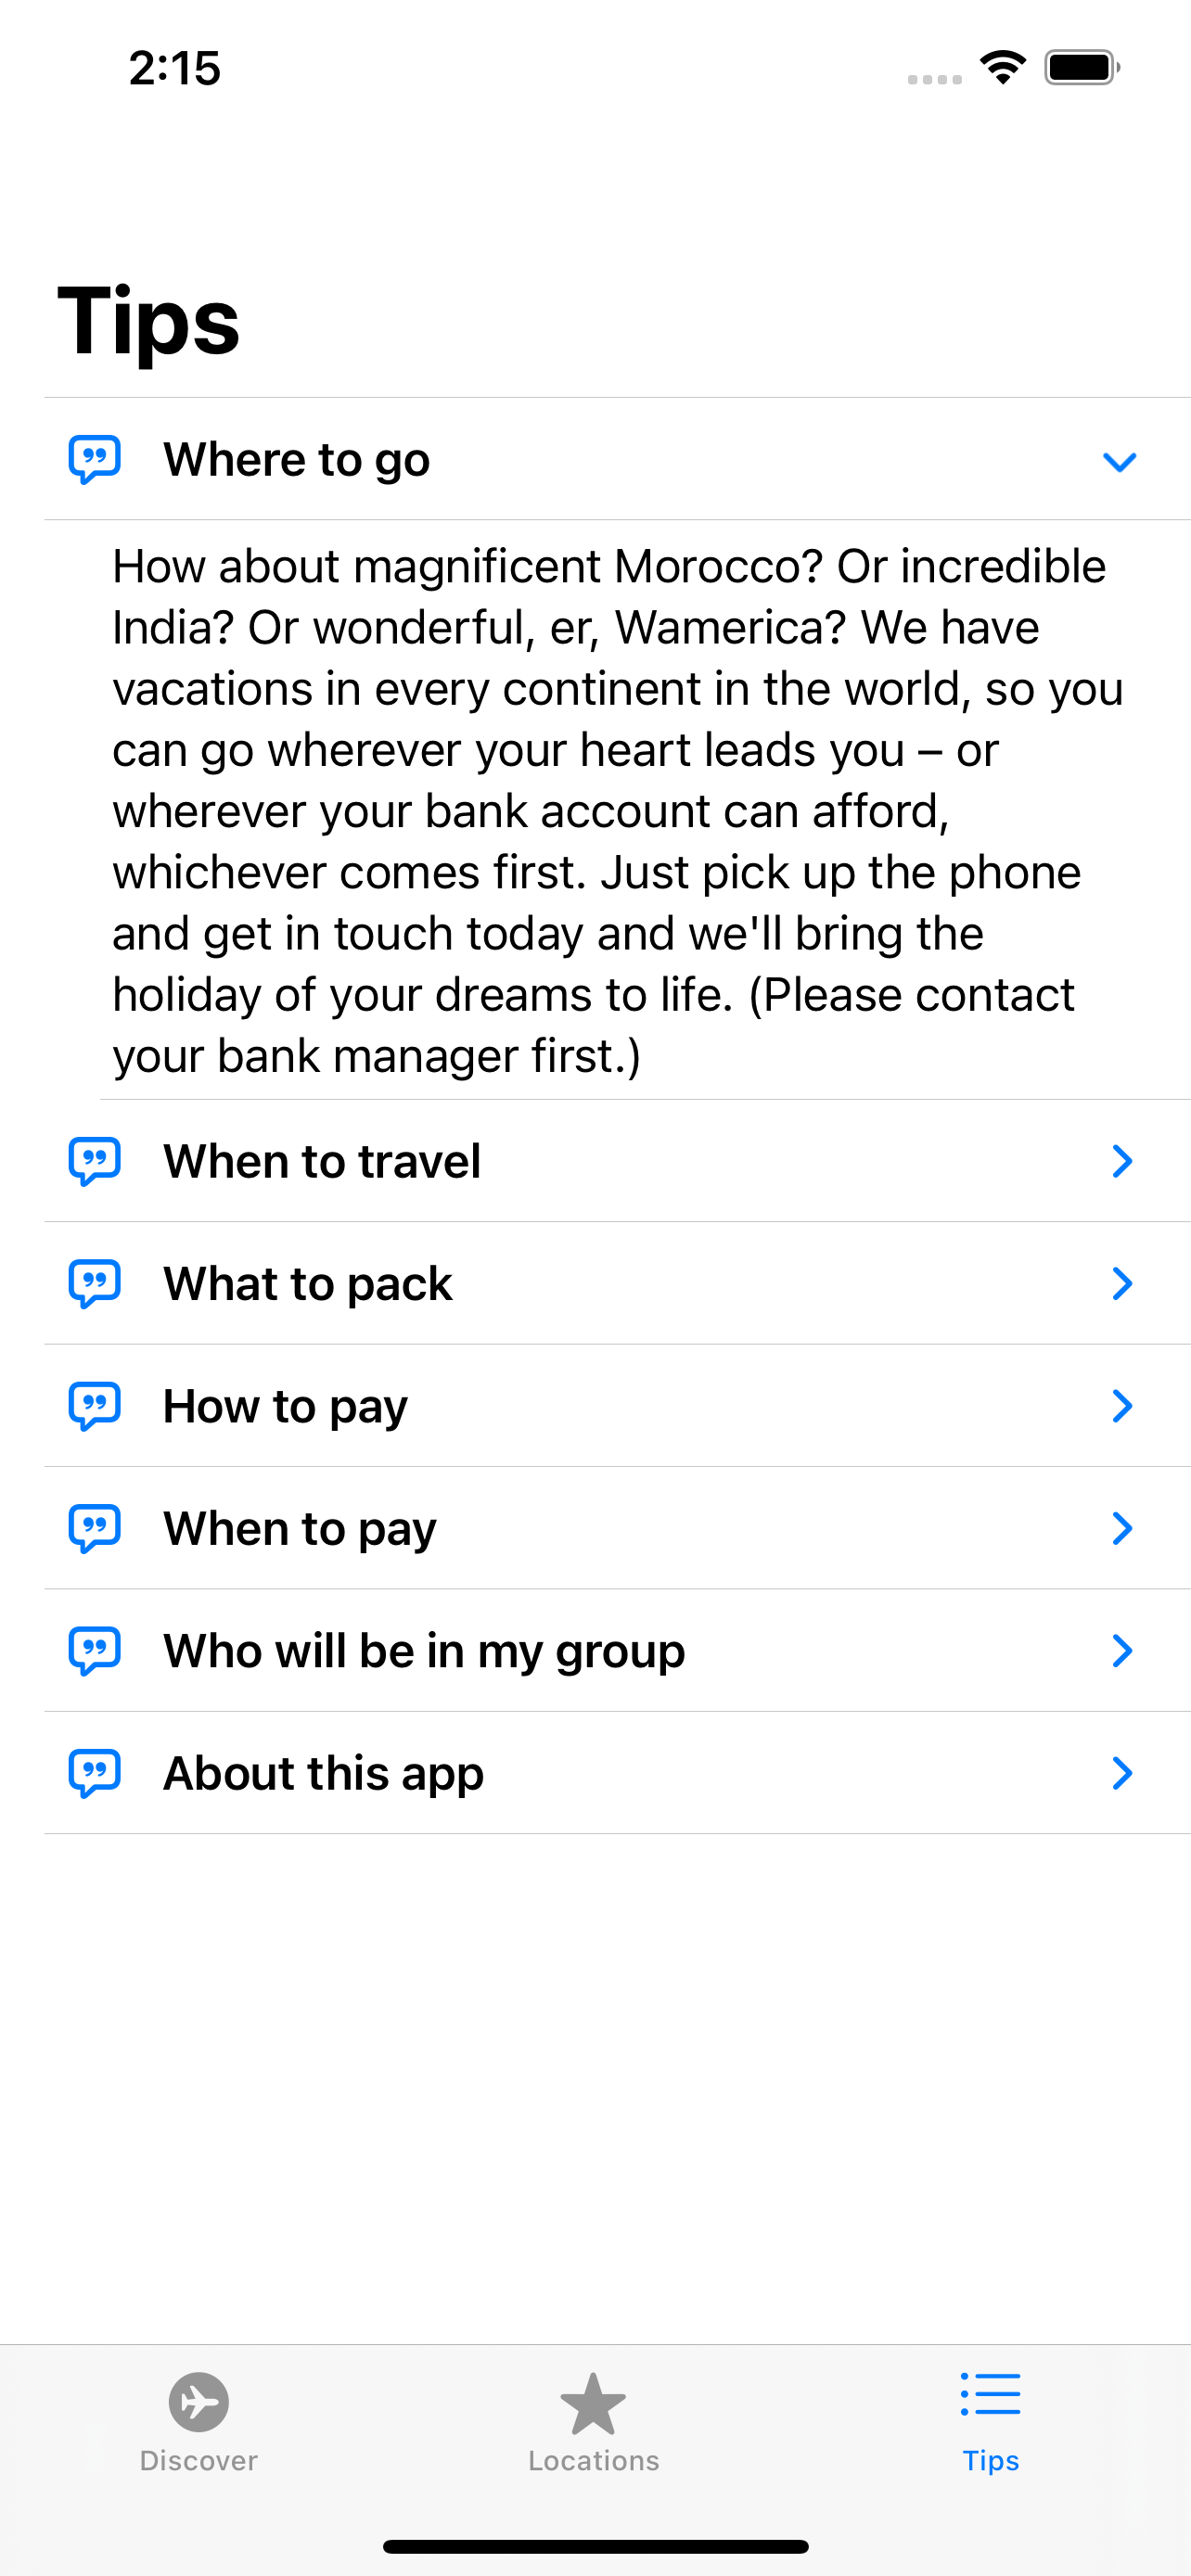 2:15
Tips
Where to go
How about magnificent Morocco? Or incredible
India? Or wonderful, er, Wamerica? We have
vacations in every continent in the world, so you
can go wherever your heart leads you – or
wherever your bank account can afford,
whichever comes first. Just pick up the phone
and get in touch today and we'll bring the
holiday of your dreams to life. (Please contact
your bank manager first.)
When to travel
What to pack
How to pay
When to pay
Who will be in my group
About this app
Discover
Locations
Tips